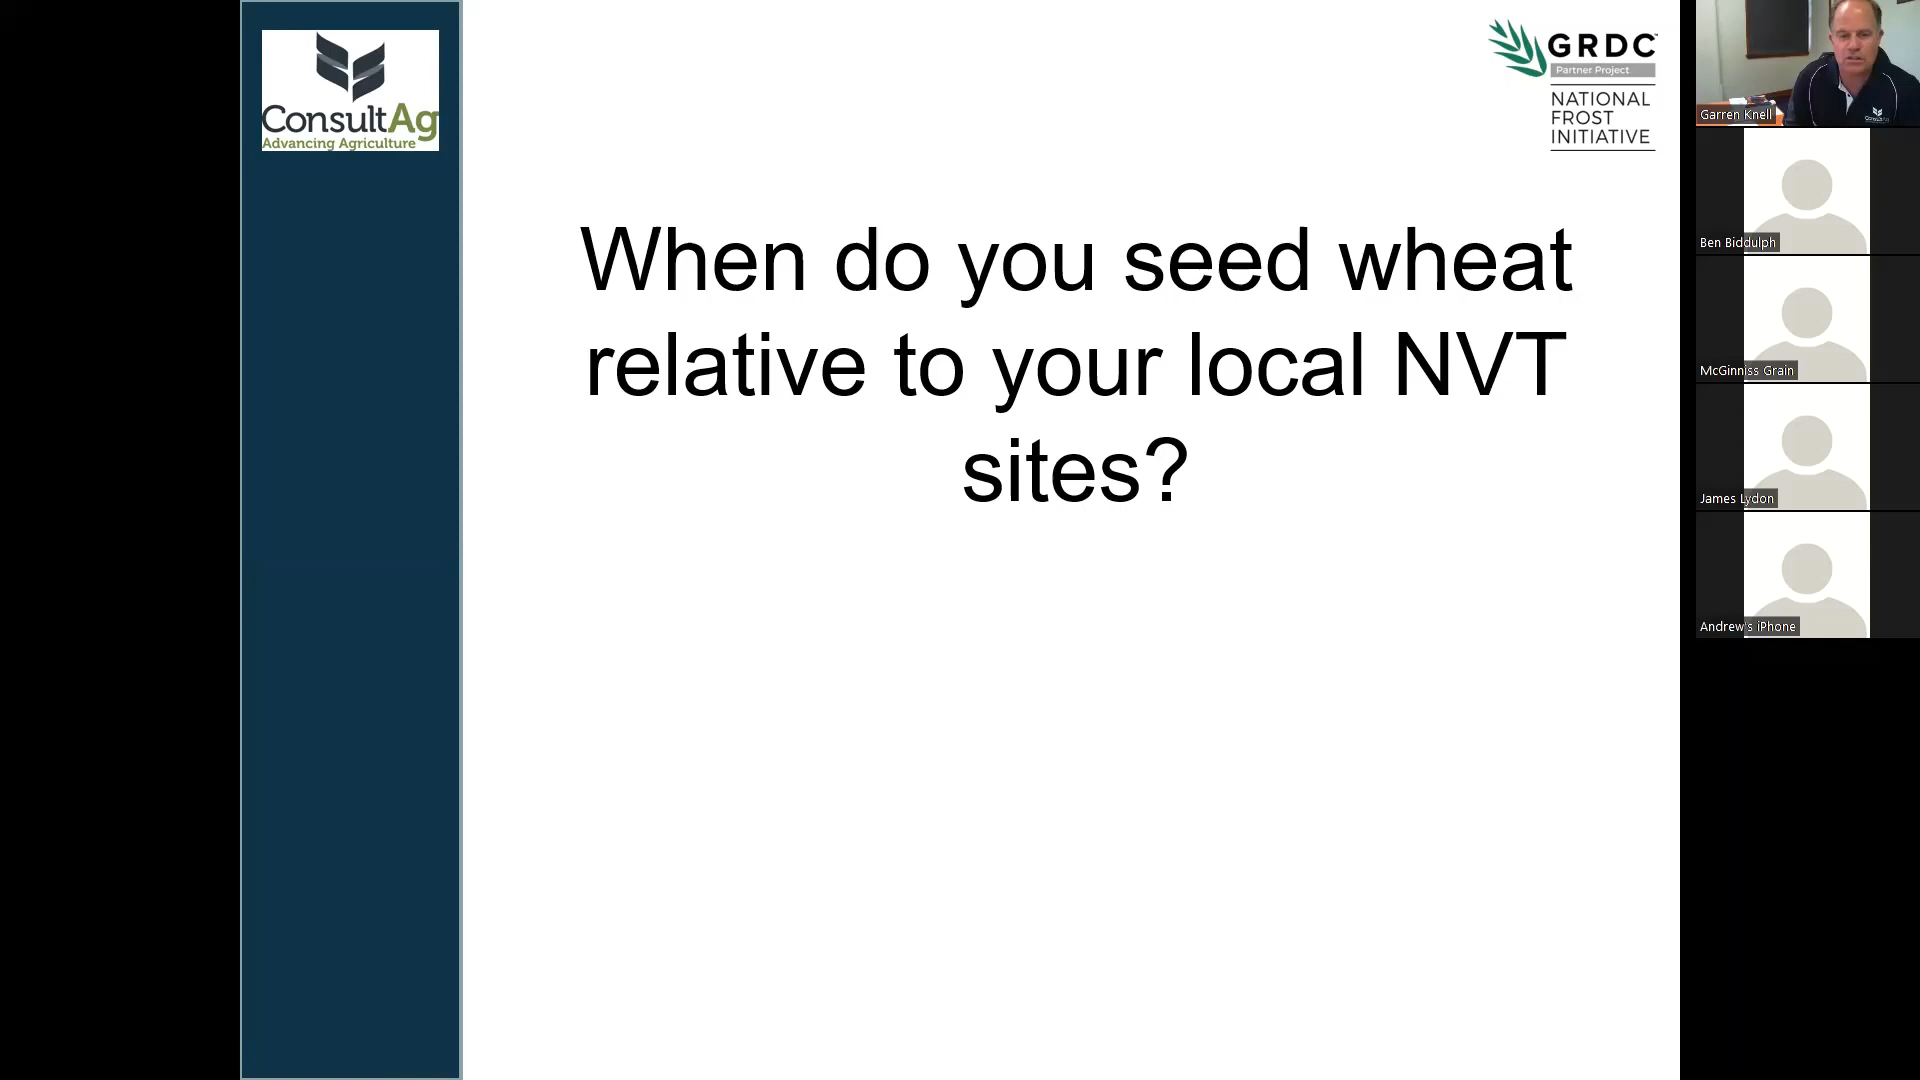 ConsultAg
Advancing Agriculture
GRDC™
Partner Project
NATIONAL
FROST
INITIATIVE
When do you seed wheat
relative to your local NVT
sites?
Garren Knell
Ben Biddulph
McGinniss Grain
James Lydon
Andrew's iPhone